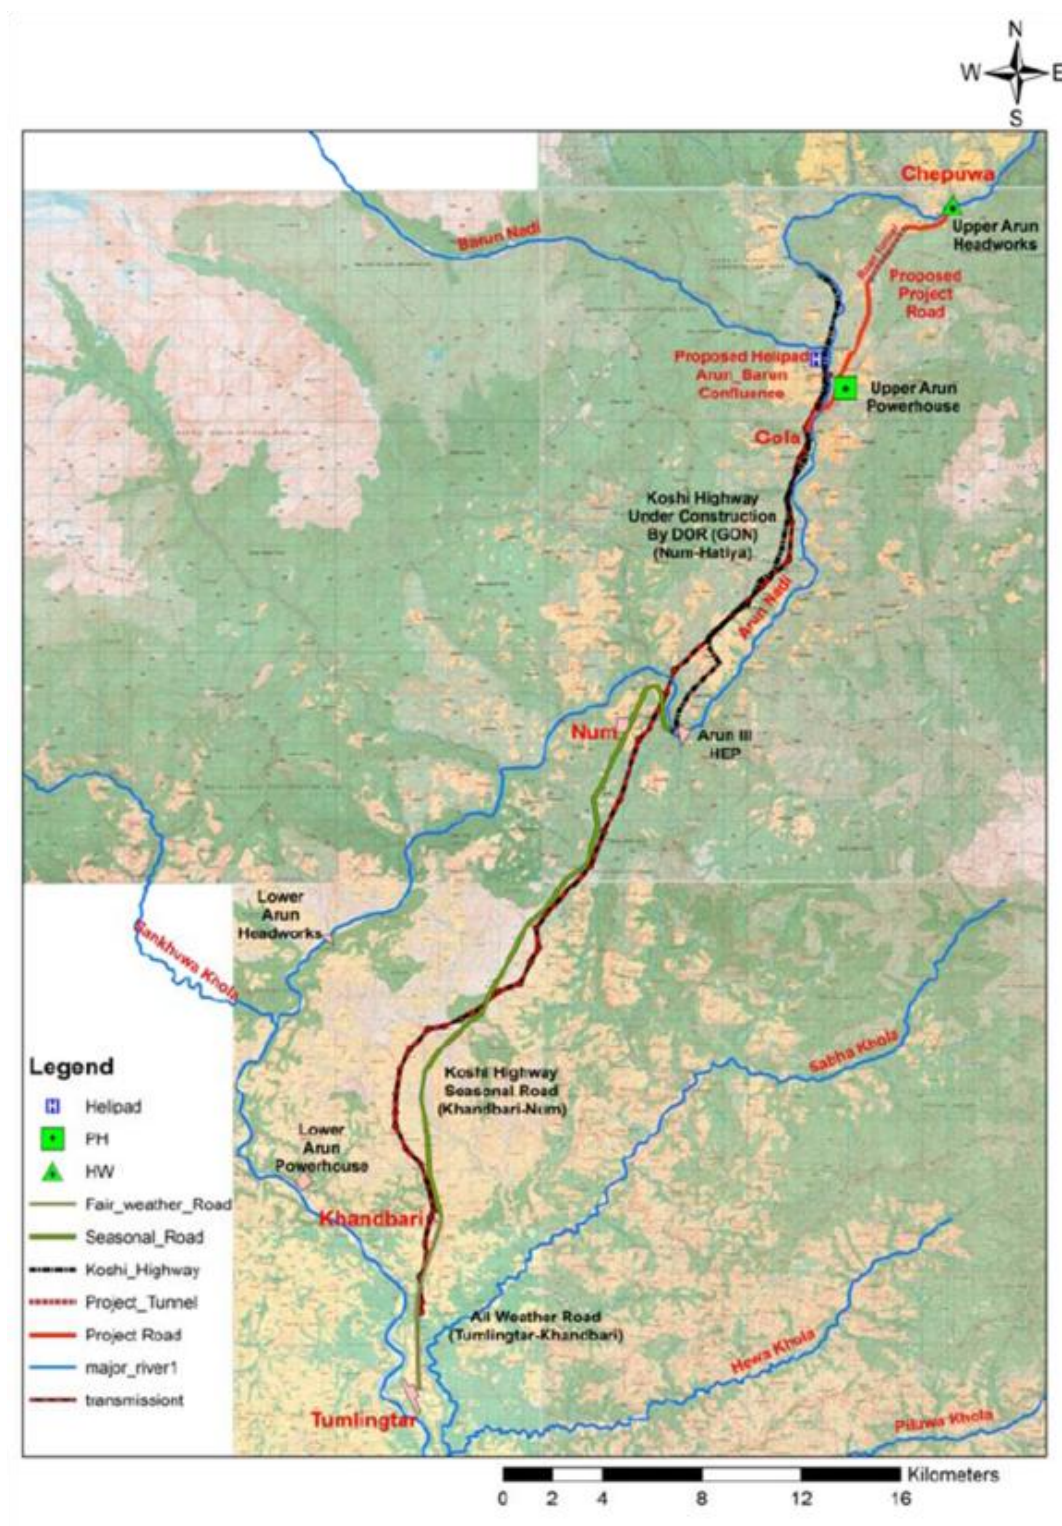 N
W E
S
Chepuwa
Upper Arun
Headworks
Barun Nadi
Road Tunnel
Proposed
Project
Road
Proposed Helipad
Arun_Barun
Confluence
Upper Arun
Powerhouse
Gola
Koshi Highway
Under Construction
By DOR (GON)
(Num-Hatiya)
Arun Nadi
Num
Arun III
HEP
Lower
Arun
Headworks
Sankhuwa Khola
Sabha Khola
Koshi Highway
Seasonal Road
(Khandbari-Num)
Lower
Arun
Powerhouse
Khandbari
All Weather Road
(Tumlingtar-Khandbari)
Hewa Khola
Tumlingtar
Piluwa Khola
Legend
H Helipad
PH
HW
Fair_weather_Road
Seasonal_Road
Koshi_Highway
Project_Tunnel
Project Road
major_river1
transmissiont
Kilometers
0 2 4 8 12 16